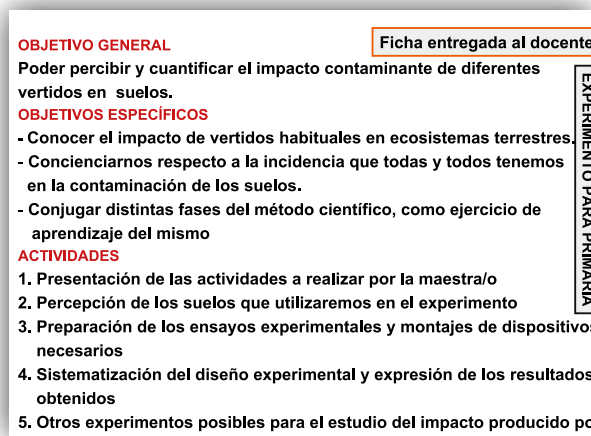 OBJETIVO GENERAL
Ficha entregada al docente
Poder percibir y cuantificar el impacto contaminante de diferentes
vertidos en suelos.
OBJETIVOS ESPECÍFICOS
- Conocer el impacto de vertidos habituales en ecosistemas terrestres.
- Concienciarnos respecto a la incidencia que todas y todos tenemos
en la contaminación de los suelos.
- Conjugar distintas fases del método científico, como ejercicio de
aprendizaje del mismo
ACTIVIDADES
1. Presentación de las actividades a realizar por la maestra/o
2. Percepción de los suelos que utilizaremos en el experimento
3. Preparación de los ensayos experimentales y montajes de dispositivos
necesarios
4. Sistematización del diseño experimental y expresión de los resultados
obtenidos
5. Otros experimentos posibles para el estudio del impacto producido po
EXPERIMENTO PARA PRIMARIA